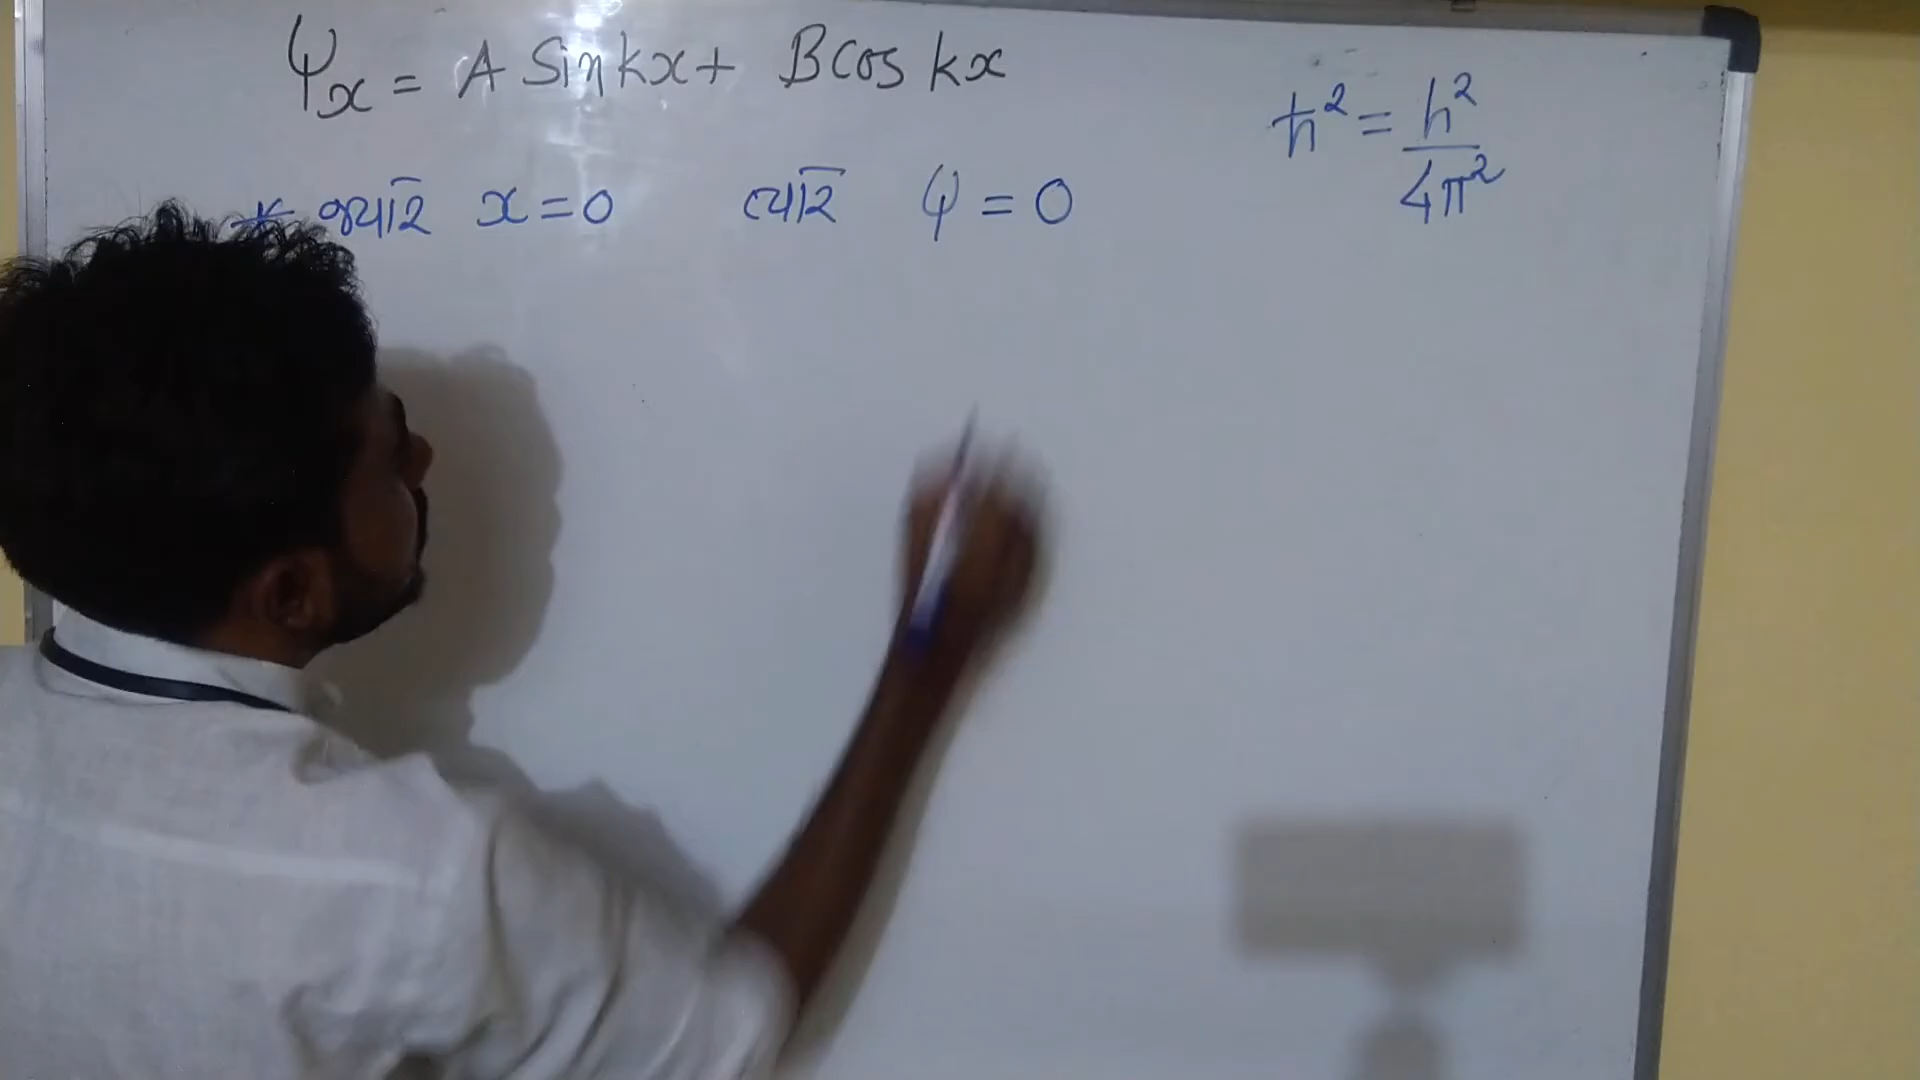 ψx = A Sin kx + B cos kx
ħ² = h²/4π²
* જ્યારે x = 0 ત્યારે ψ = 0